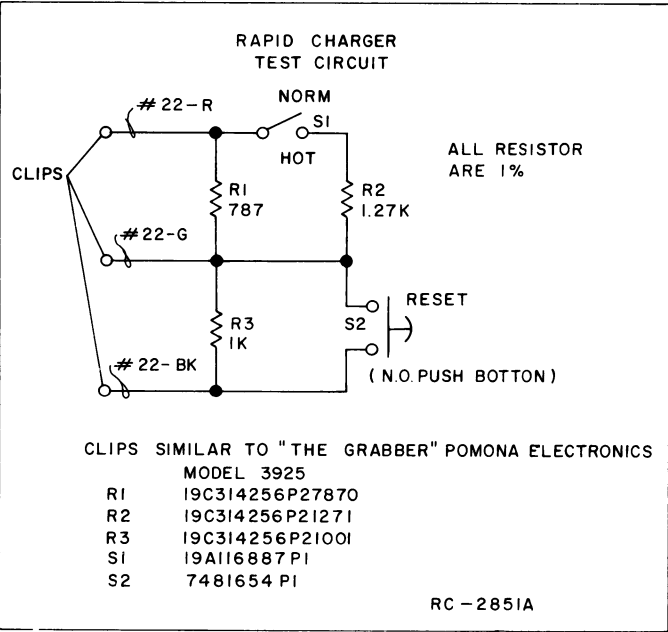 RAPID CHARGER
TEST CIRCUIT
#22-R
NORM
S1
HOT
ALL RESISTOR
ARE 1%
CLIPS
R1
787
R2
1.27K
#22-G
RESET
R3
1K
S2
#22-BK
(N.O. PUSH BOTTON)
CLIPS SIMILAR TO "THE GRABBER" POMONA ELECTRONICS
MODEL 3925
R1 19C314256P27870
R2 19C314256P21271
R3 19C314256P21001
S1 19A116887P1
S2 7481654P1
RC-2851A